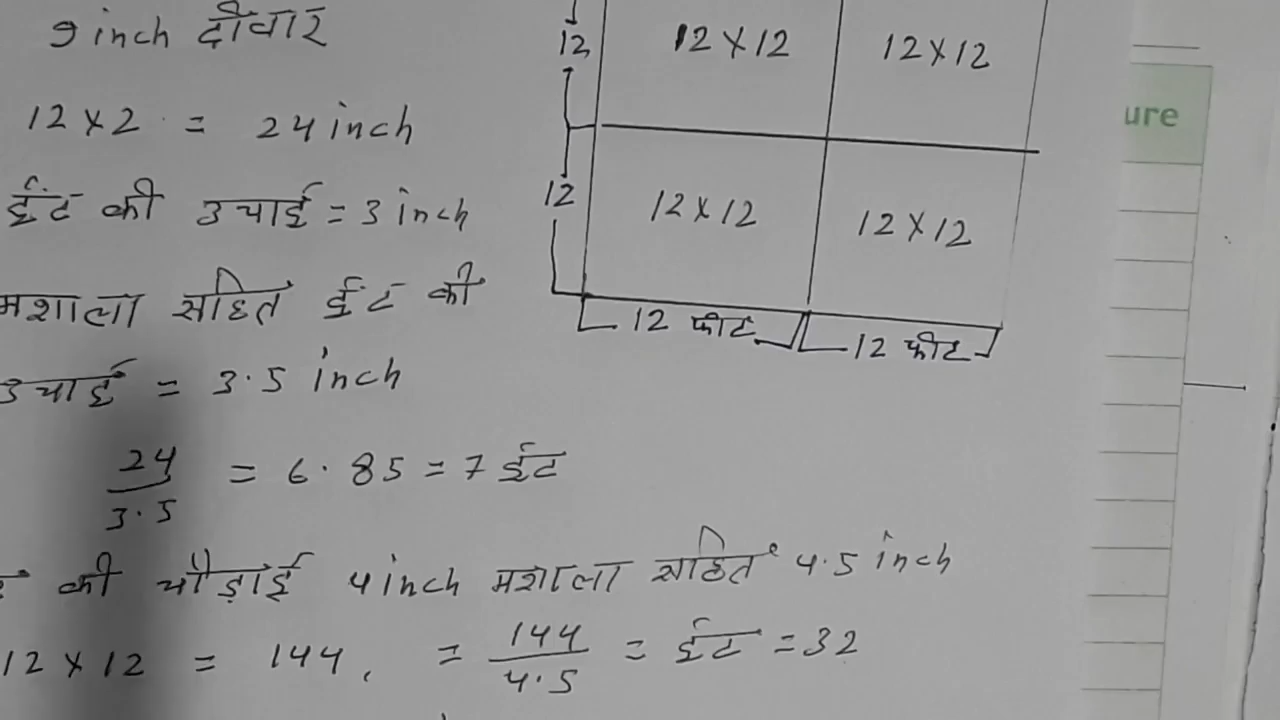 9 inch दीवार
12 × 2 = 24 inch
ईंट की उचाई = 3 inch
मशाला सहित ईंट की
उचाई = 3.5 inch
24
3.5
= 6.85 = 7 ईंट
की चौड़ाई 4 inch मशाला सहित 4.5 inch
12 × 12 = 144, = 144/4.5 = ईंट = 32
12 12 × 12 12 × 12
12 12 × 12 12 × 12
12 फीट 12 फीट
ure